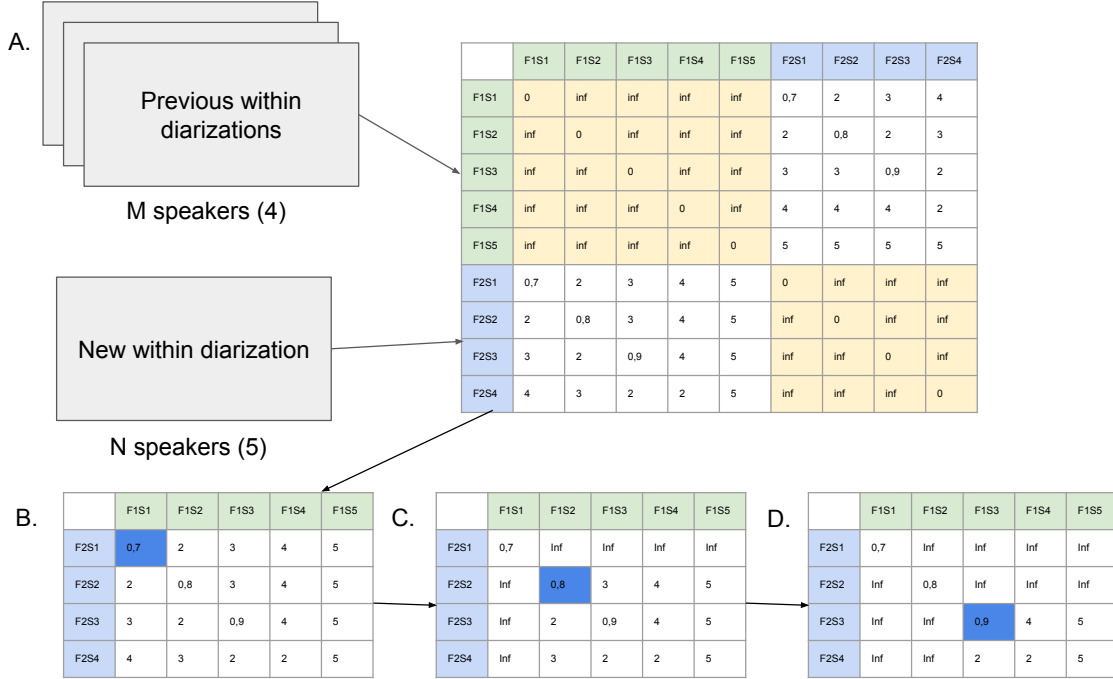 A.
Previous within
diarizations
M speakers (4)
New within diarization
N speakers (5)
F1S1 F1S2 F1S3 F1S4 F1S5 F2S1 F2S2 F2S3 F2S4
F1S1 0 inf inf inf inf 0,7 2 3 4
F1S2 inf 0 inf inf inf 2 0,8 2 3
F1S3 inf inf 0 inf inf 3 3 0,9 2
F1S4 inf inf inf 0 inf 4 4 4 2
F1S5 inf inf inf inf 0 5 5 5 5
F2S1 0,7 2 3 4 5 0 inf inf inf
F2S2 2 0,8 3 4 5 inf 0 inf inf
F2S3 3 2 0,9 4 5 inf inf 0 inf
F2S4 4 3 2 2 5 inf inf inf 0
B.
F1S1 F1S2 F1S3 F1S4 F1S5
F2S1 0,7 2 3 4 5
F2S2 2 0,8 3 4 5
F2S3 3 2 0,9 4 5
F2S4 4 3 2 2 5
C.
F1S1 F1S2 F1S3 F1S4 F1S5
F2S1 0,7 Inf Inf Inf Inf
F2S2 Inf 0,8 3 4 5
F2S3 Inf 2 0,9 4 5
F2S4 Inf 3 2 2 5
D.
F1S1 F1S2 F1S3 F1S4 F1S5
F2S1 0,7 Inf Inf Inf Inf
F2S2 Inf 0,8 Inf Inf Inf
F2S3 Inf Inf 0,9 4 5
F2S4 Inf Inf 2 2 5